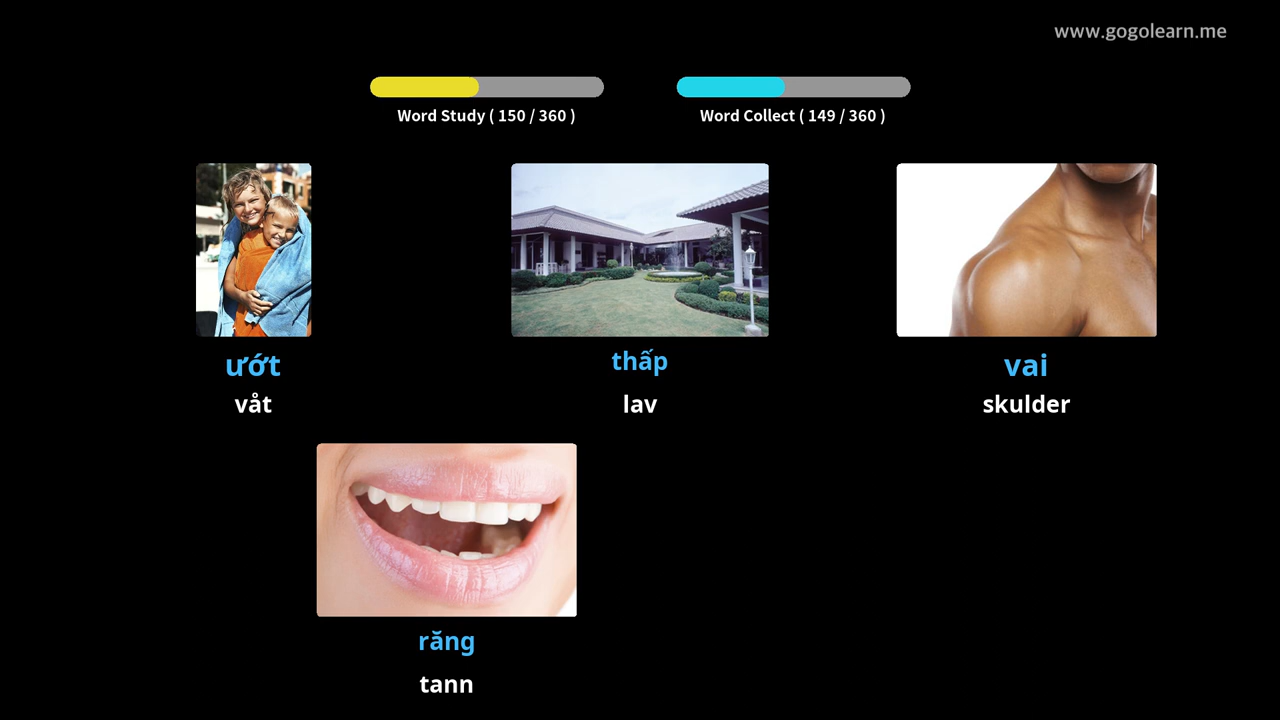 www.gogolearn.me
Word Study ( 150 / 360 )
Word Collect ( 149 / 360 )
ướt
våt
thấp
lav
vai
skulder
răng
tann